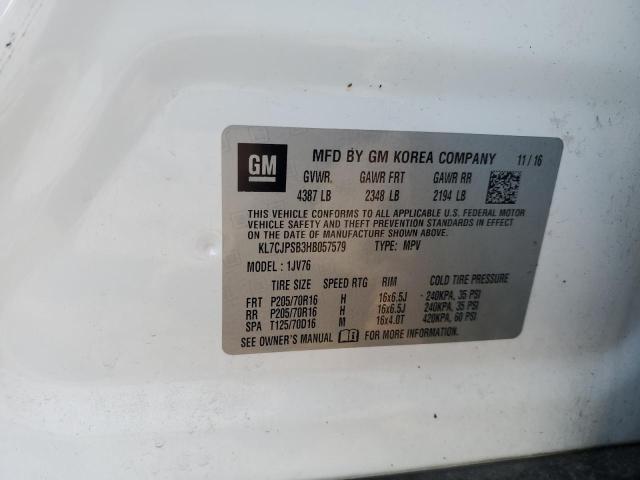 GM
MFD BY GM KOREA COMPANY 11/16
GVWR. GAWR FRT GAWR RR
4387 LB 2348 LB 2194 LB
THIS VEHICLE CONFORMS TO ALL APPLICABLE U.S. FEDERAL MOTOR
VEHICLE SAFETY AND THEFT PREVENTION STANDARDS IN EFFECT ON
THE DATE OF MANUFACTURE SHOWN ABOVE.
KL7CJPSB3HB057579 TYPE: MPV
MODEL: 1JV76
TIRE SIZE SPEED RTG RIM COLD TIRE PRESSURE
FRT P205/70R16 H 16x6.5J 240KPA, 35 PSI
RR P205/70R16 H 16x6.5J 240KPA, 35 PSI
SPA T125/70D16 M 16x4.0T 420KPA, 60 PSI
SEE OWNER'S MANUAL FOR MORE INFORMATION